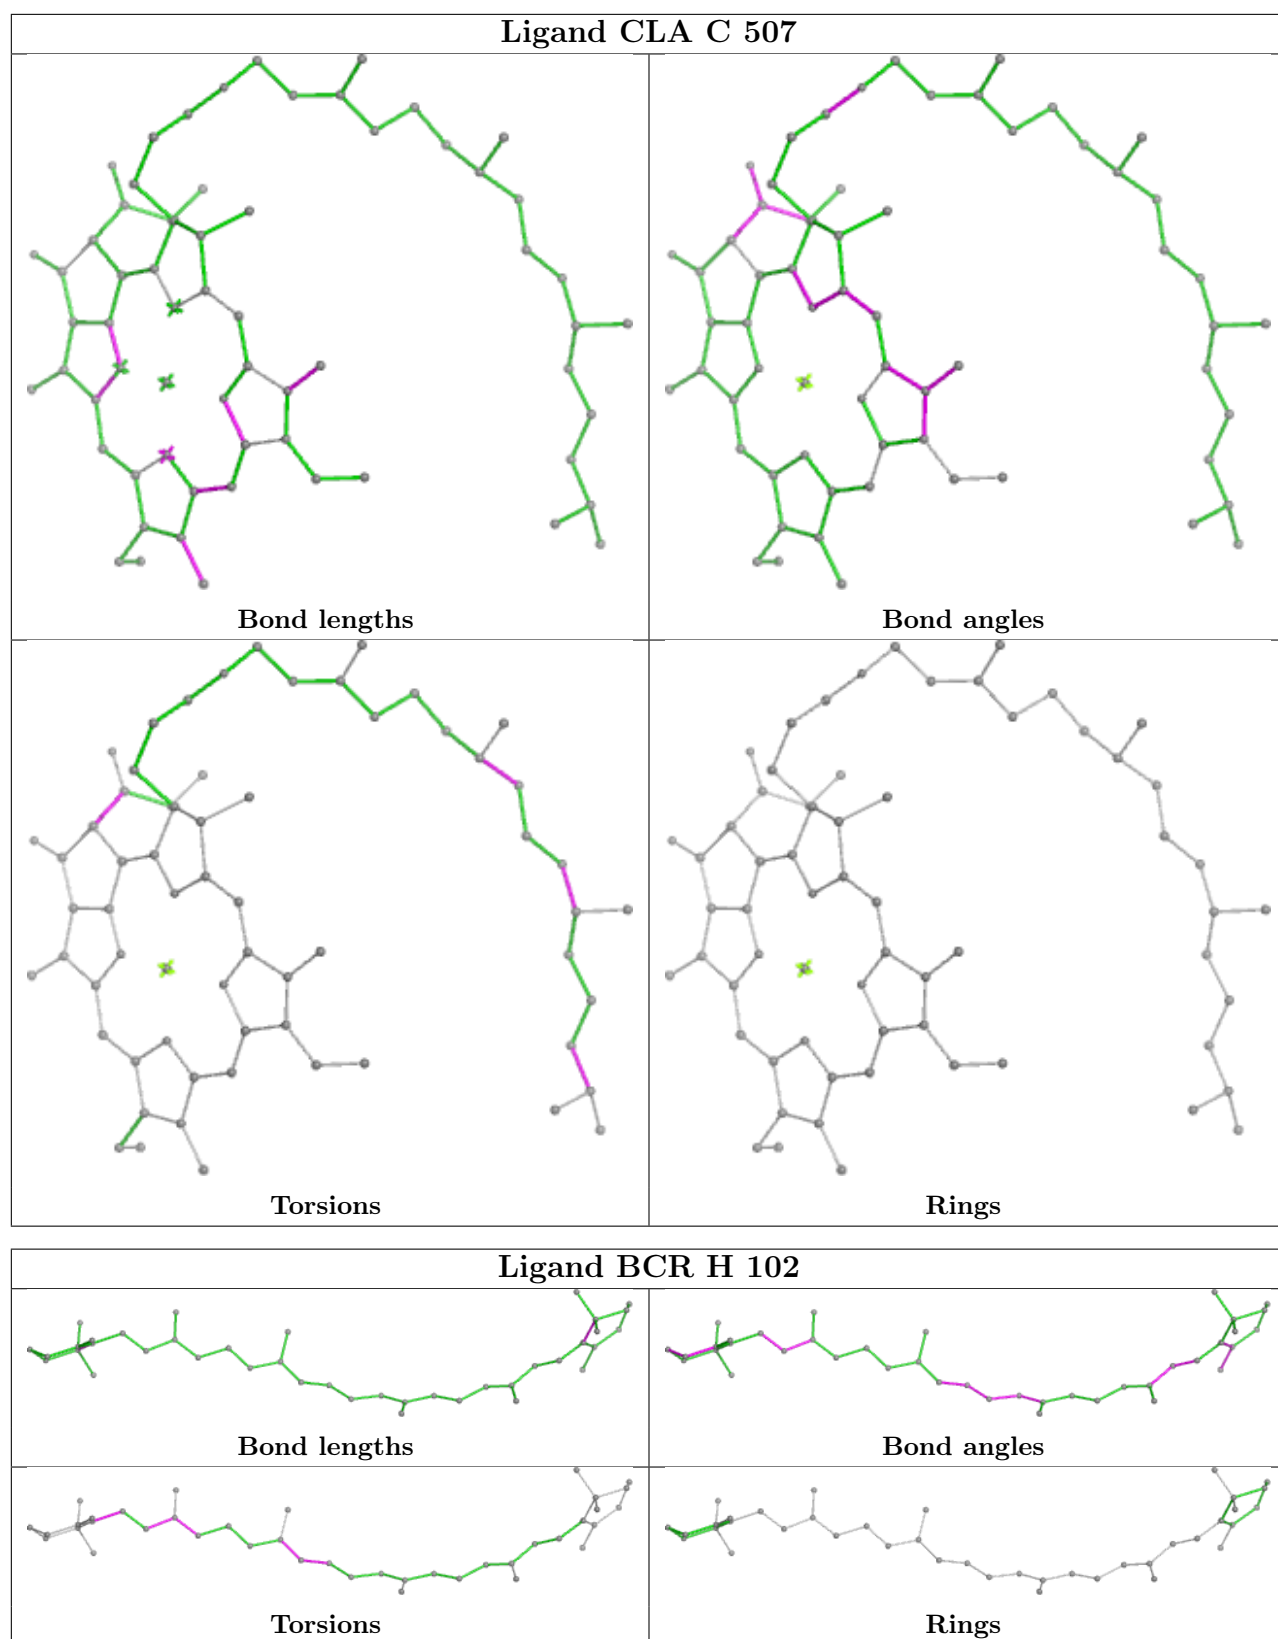 Ligand CLA C 507
Bond lengths
Bond angles
Torsions
Rings
Ligand BCR H 102
Bond lengths
Bond angles
Torsions
Rings